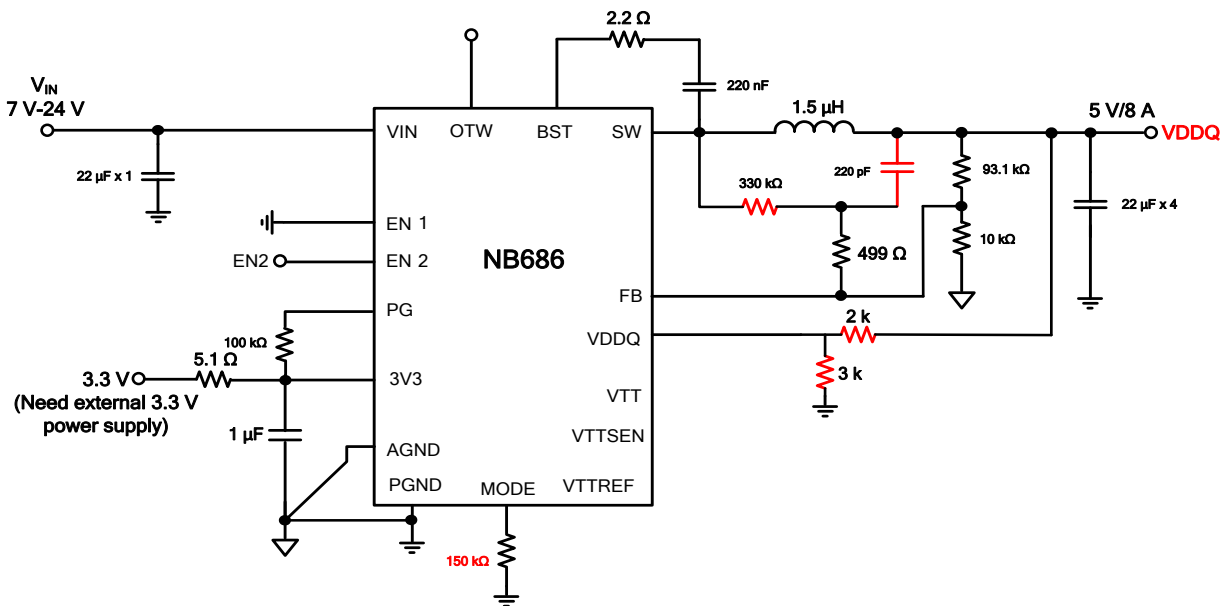 2.2 Ω
V_IN
7 V-24 V
220 nF
1.5 µH
5 V/8 A
VDDQ
VIN
OTW
BST
SW
22 µF x 1
330 kΩ
220 pF
93.1 kΩ
22 µF x 4
EN 1
EN2
EN 2
NB686
499 Ω
10 kΩ
PG
FB
100 kΩ
2 k
VDDQ
5.1 Ω
3.3 V
3V3
3 k
(Need external 3.3 V
power supply)
VTT
1 µF
VTTSEN
AGND
PGND
MODE
VTTREF
150 kΩ